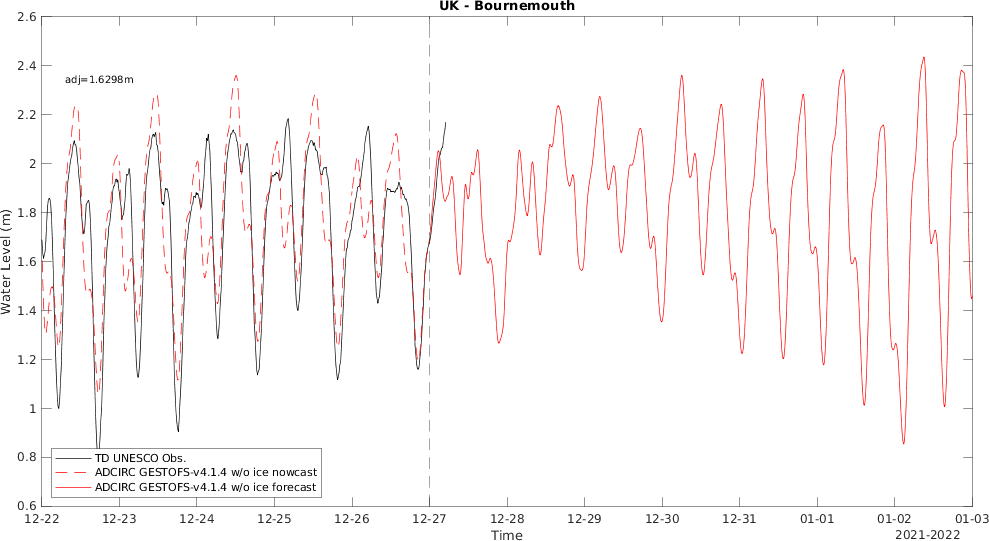 UK - Bournemouth
2.6
2.4
2.2
2
1.8
1.6
1.4
1.2
1
0.8
0.6
Water Level (m)
adj=1.6298m
TD UNESCO Obs.
ADCIRC GESTOFS-v4.1.4 w/o ice nowcast
ADCIRC GESTOFS-v4.1.4 w/o ice forecast
12-22 12-23 12-24 12-25 12-26 12-27 12-28 12-29 12-30 12-31 01-01 01-02 01-03
Time
2021-2022